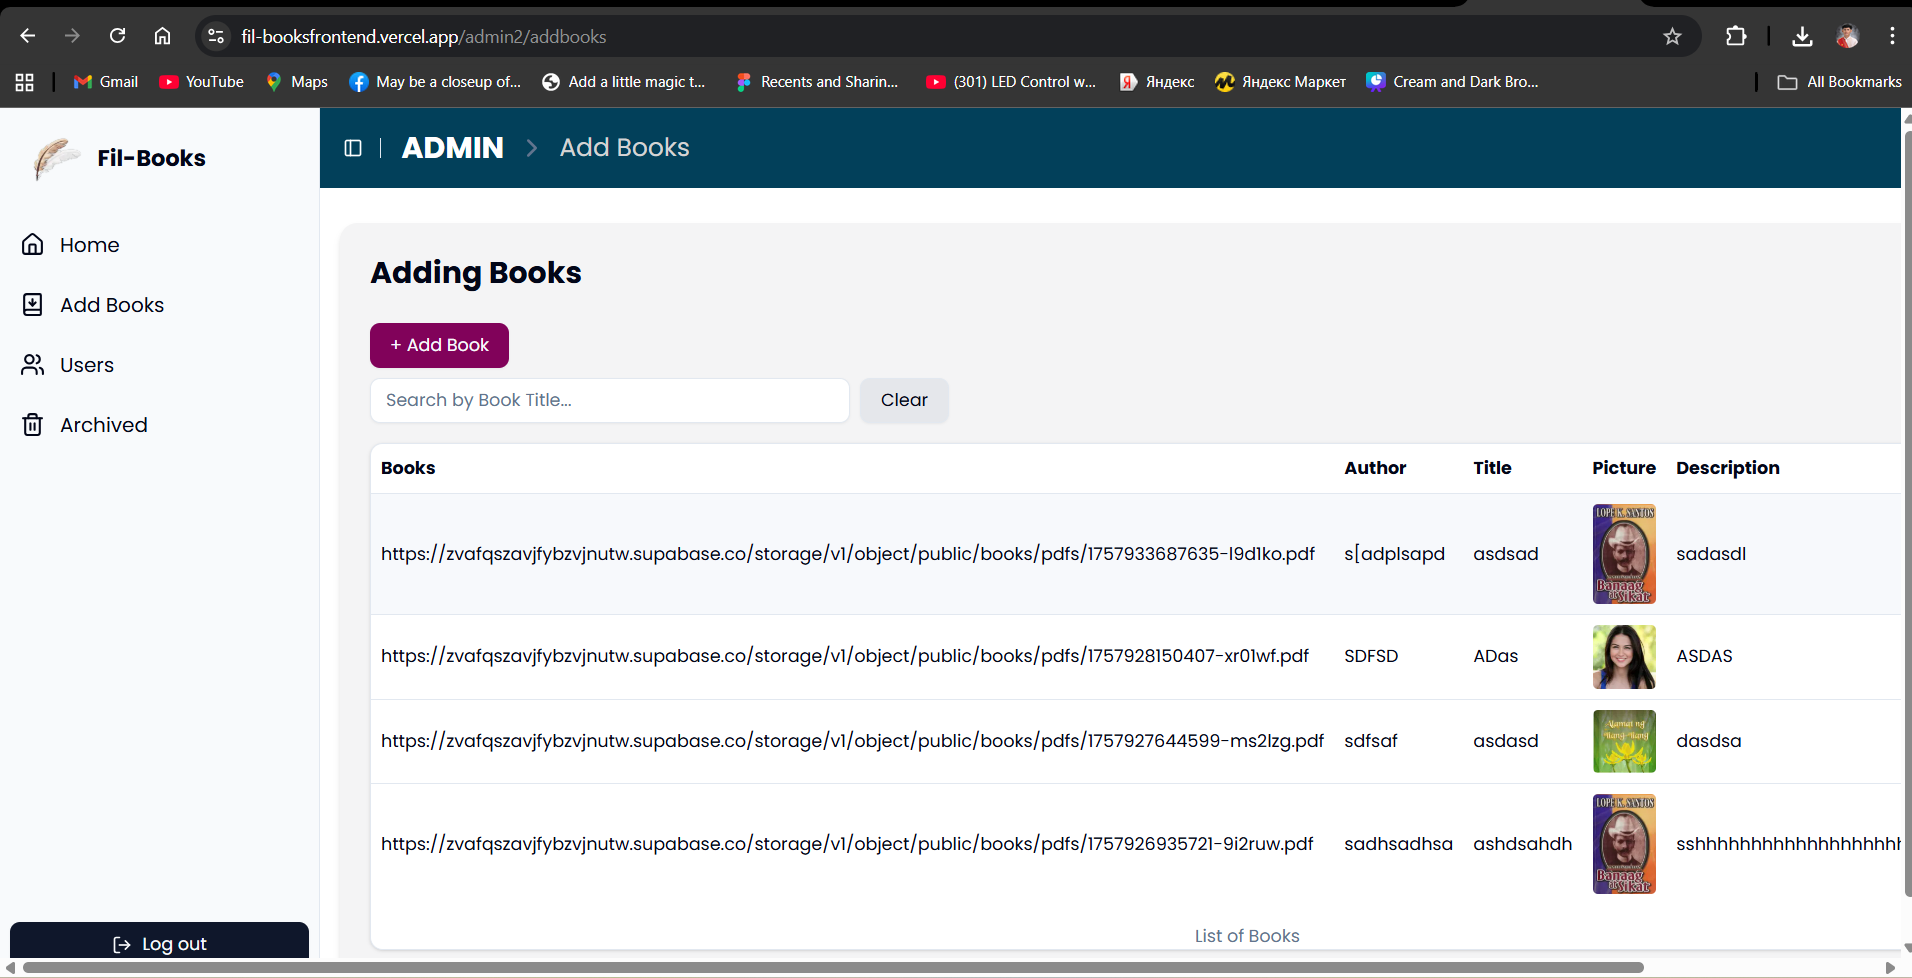 fil-booksfrontend.vercel.app/admin2/addbooks
Gmail YouTube Maps May be a closeup of... Add a little magic t... Recents and Sharin... (301) LED Control w... Яндекс Яндекс Маркет Cream and Dark Bro... All Bookmarks
Fil-Books
ADMIN > Add Books
Home
Add Books
Users
Archived
Log out
Adding Books
+ Add Book
Search by Book Title...
Clear
Books Author Title Picture Description
https://zvafqszavjfybzvjnutw.supabase.co/storage/v1/object/public/books/pdfs/1757933687635-l9d1ko.pdf s[adplsapd asdsad sadasdl
LOPE K. SANTOS
Banaag
at Sikat
https://zvafqszavjfybzvjnutw.supabase.co/storage/v1/object/public/books/pdfs/1757928150407-xr01wf.pdf SDFSD ADas ASDAS
https://zvafqszavjfybzvjnutw.supabase.co/storage/v1/object/public/books/pdfs/1757927644599-ms2lzg.pdf sdfsaf asdasd dasdsa
Alamat ng
Ilang-Ilang
https://zvafqszavjfybzvjnutw.supabase.co/storage/v1/object/public/books/pdfs/1757926935721-9i2ruw.pdf sadhsadhsa ashdsahdh sshhhhhhhhhhhhhhhhhh
LOPE K. SANTOS
Banaag
at Sikat
List of Books